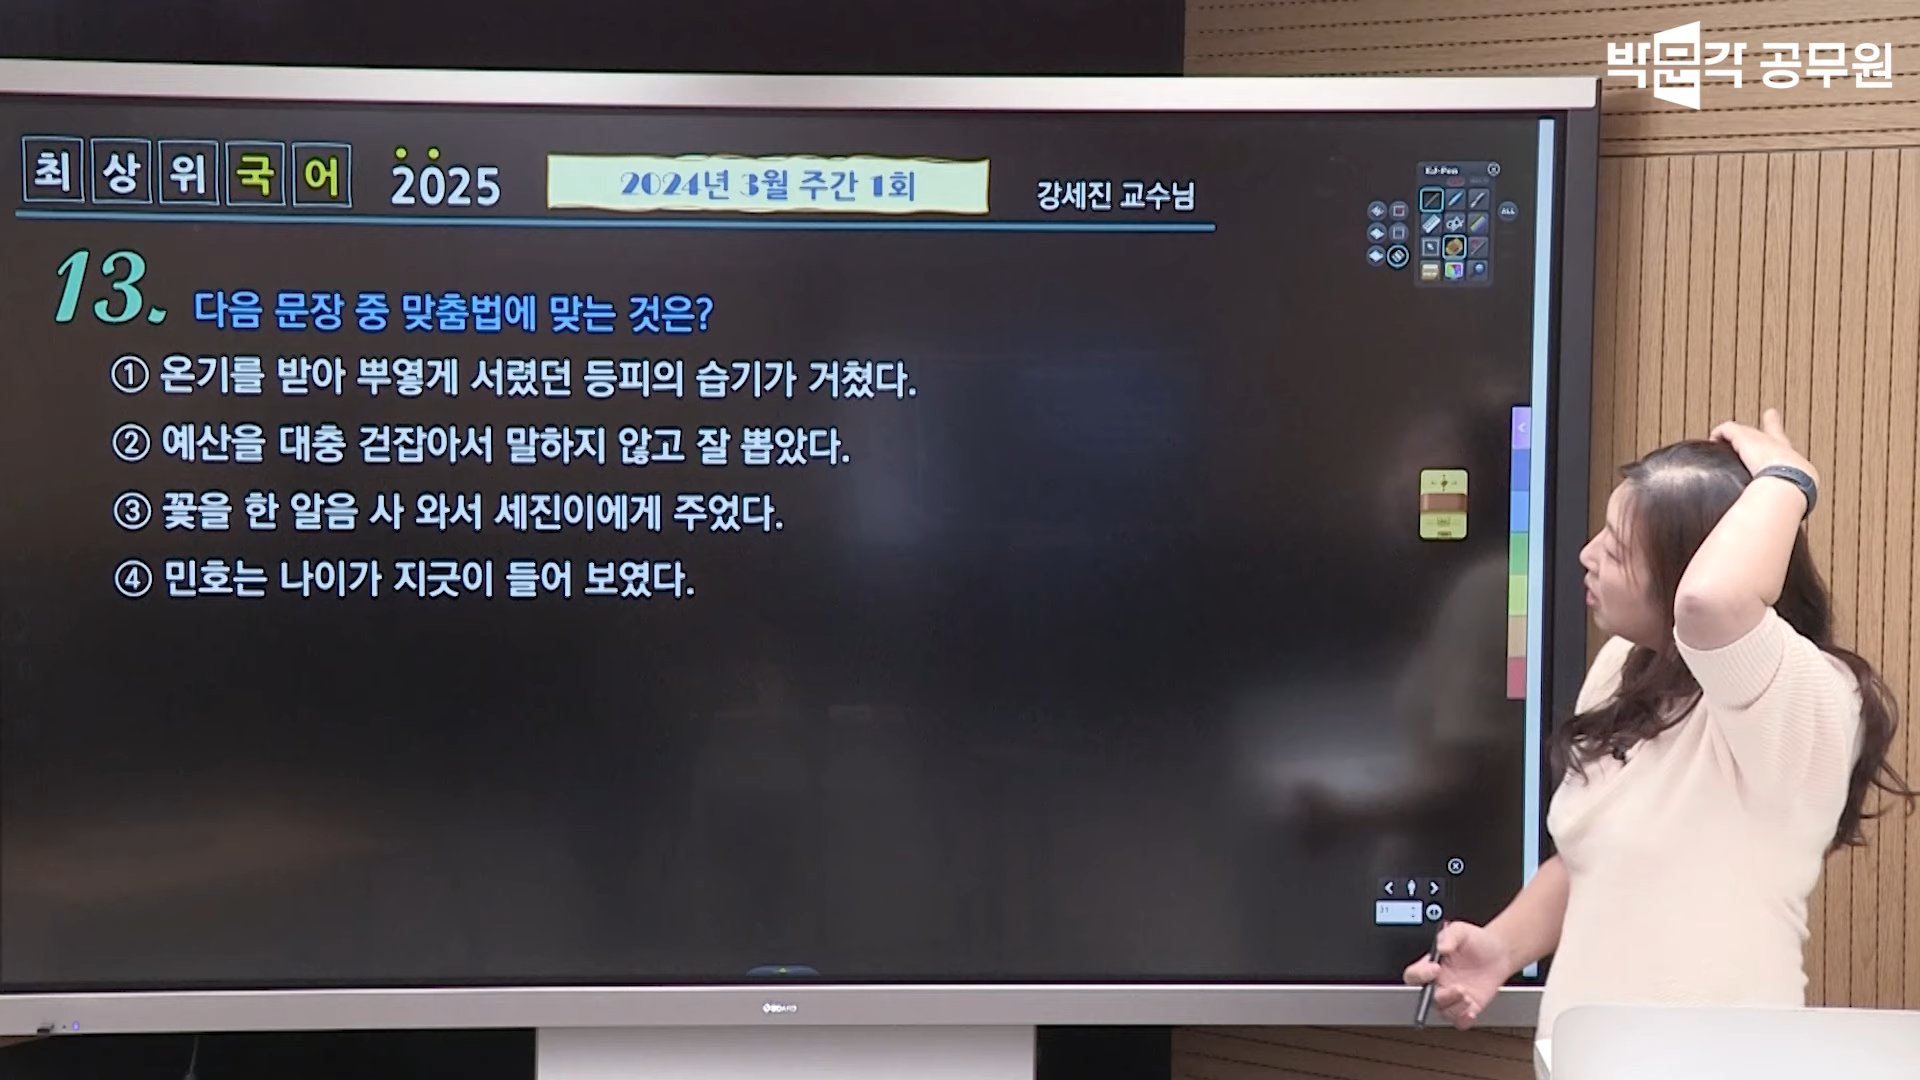 박문각 공무원
최상위국어 2025 2024년 3월 주간 1회 강세진 교수님
13. 다음 문장 중 맞춤법에 맞는 것은?
① 온기를 받아 뿌옇게 서렸던 등피의 습기가 거쳤다.
② 예산을 대충 걷잡아서 말하지 않고 잘 뽑았다.
③ 꽃을 한 알음 사 와서 세진이에게 주었다.
④ 민호는 나이가 지긋이 들어 보였다.
ALL
31